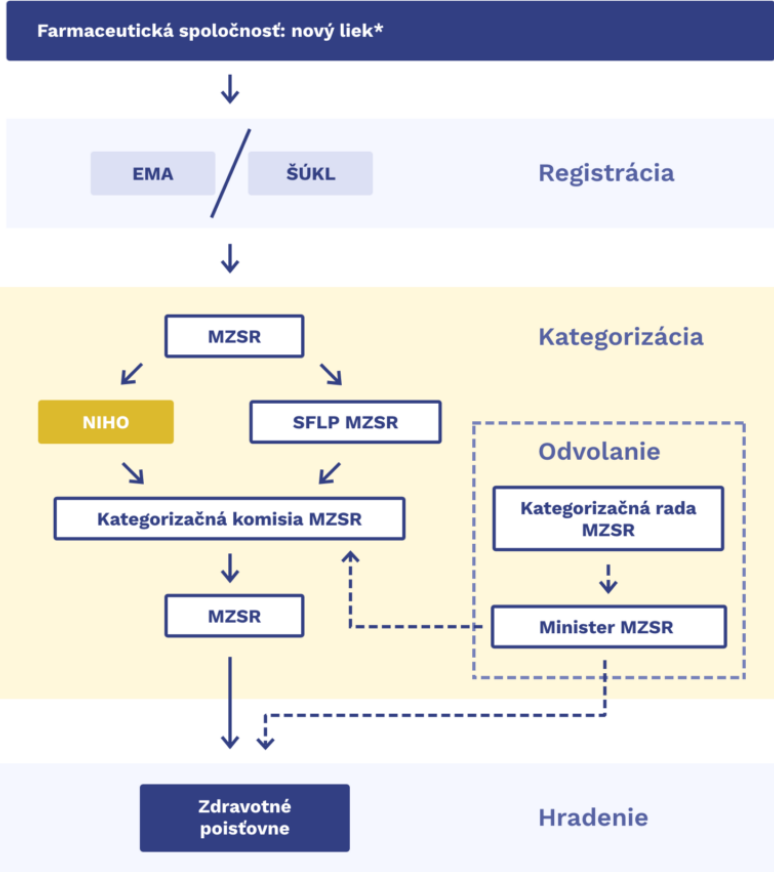 Farmaceutická spoločnosť: nový liek*
EMA
ŠÚKL
Registrácia
MZSR
Kategorizácia
NIHO
SFLP MZSR
Odvolanie
Kategorizačná komisia MZSR
Kategorizačná rada
MZSR
MZSR
Minister MZSR
Zdravotné
poisťovne
Hradenie